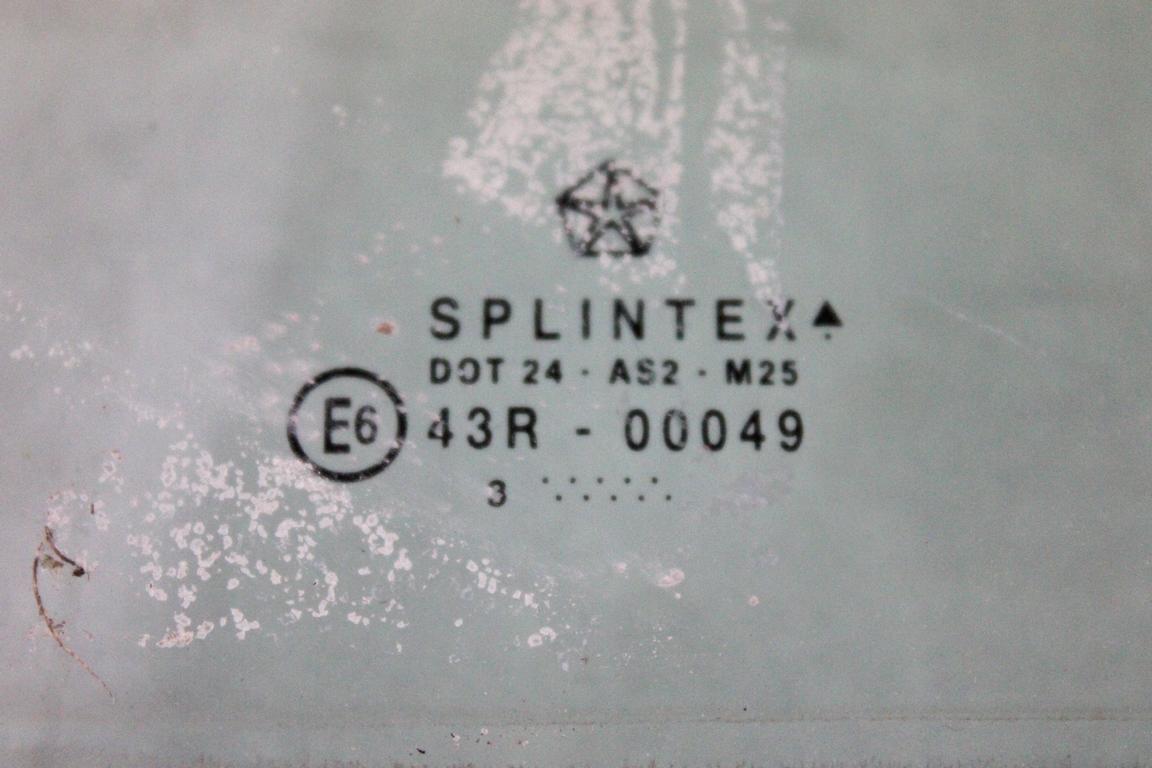 SPLINTEX
DOT 24 · AS2 · M25
E6 43R - 00049
3